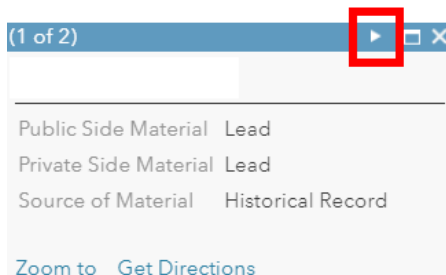 (1 of 2)
Public Side Material Lead
Private Side Material Lead
Source of Material Historical Record
Zoom to Get Directions